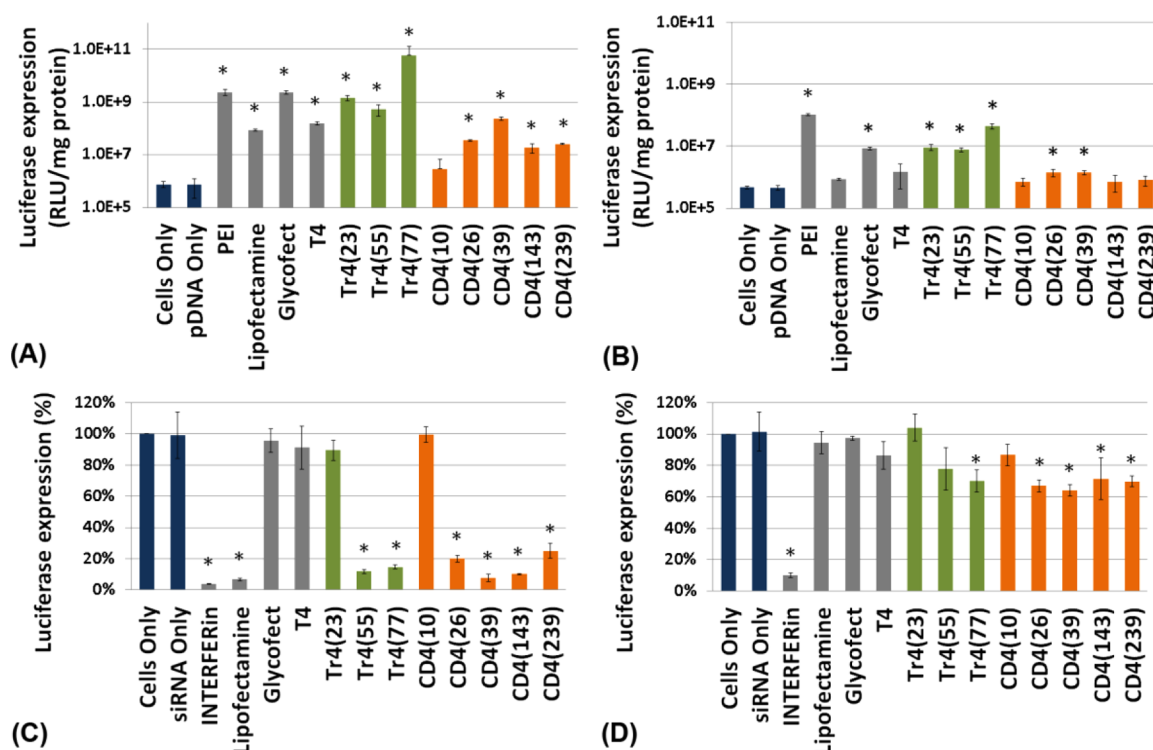 Luciferase expression
(RLU/mg protein)
1.0E+11
1.0E+9
1.0E+7
1.0E+5
* * * * * * * * * * *
Cells Only
pDNA Only
PEI
Lipofectamine
Glycofect
T4
Tr4(23)
Tr4(55)
Tr4(77)
CD4(10)
CD4(26)
CD4(39)
CD4(143)
CD4(239)
(A)
Luciferase expression
(RLU/mg protein)
1.0E+11
1.0E+9
1.0E+7
1.0E+5
* * * * * * *
Cells Only
pDNA Only
PEI
Lipofectamine
Glycofect
T4
Tr4(23)
Tr4(55)
Tr4(77)
CD4(10)
CD4(26)
CD4(39)
CD4(143)
CD4(239)
(B)
Luciferase expression (%)
120%
100%
80%
60%
40%
20%
0%
* * * * * * * *
Cells Only
siRNA Only
INTERFERin
Lipofectamine
Glycofect
T4
Tr4(23)
Tr4(55)
Tr4(77)
CD4(10)
CD4(26)
CD4(39)
CD4(143)
CD4(239)
(C)
Luciferase expression (%)
120%
100%
80%
60%
40%
20%
0%
* * * * * *
Cells Only
siRNA Only
INTERFERin
Lipofectamine
Glycofect
T4
Tr4(23)
Tr4(55)
Tr4(77)
CD4(10)
CD4(26)
CD4(39)
CD4(143)
CD4(239)
(D)